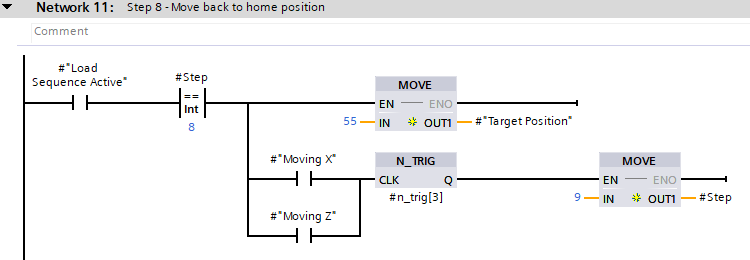 Network 11: Step 8 - Move back to home position
Comment
#"Load
Sequence Active"
#Step
==
Int
8
MOVE
EN ENO
55 IN OUT1 #"Target Position"
#"Moving X"
N_TRIG
CLK Q
#n_trig[3]
MOVE
EN ENO
9 IN OUT1 #Step
#"Moving Z"